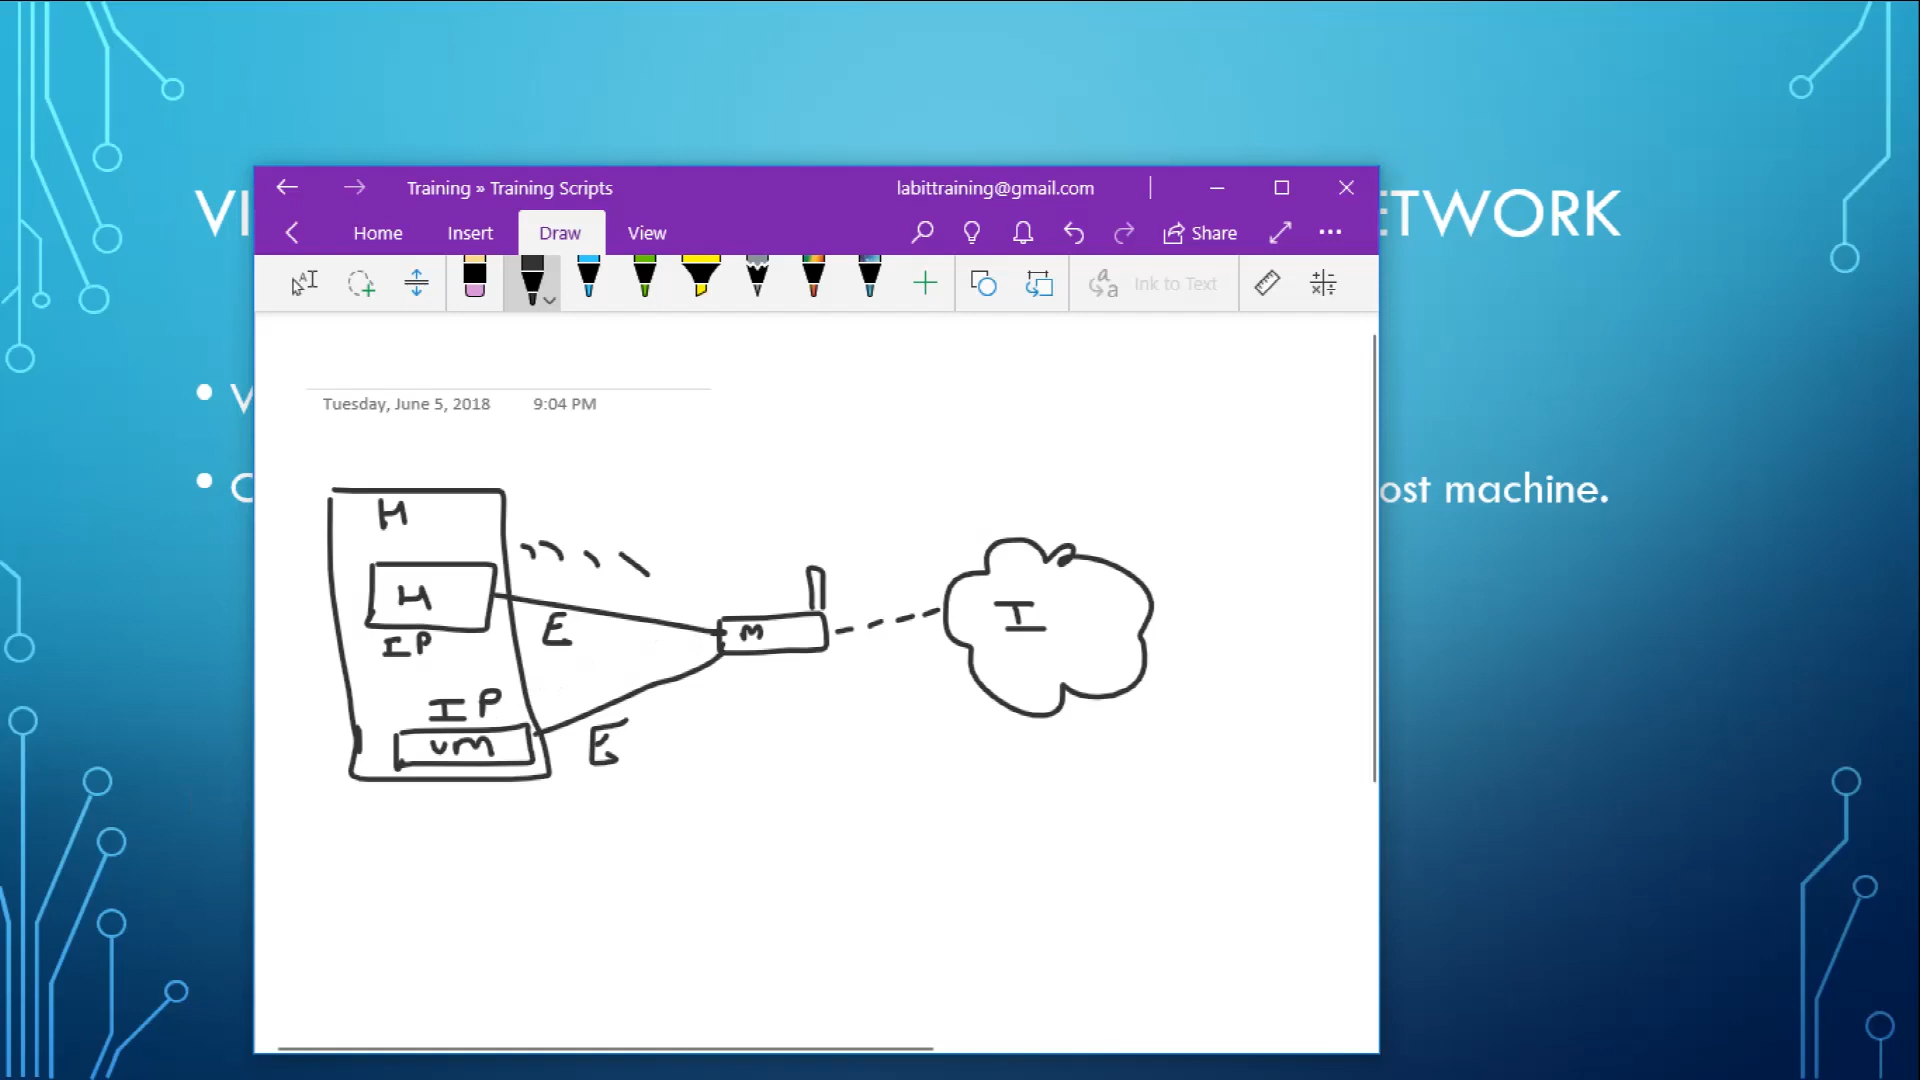 VI
ETWORK
Training » Training Scripts
labittraining@gmail.com
Home
Insert
Draw
View
Share
Ink to Text
Tuesday, June 5, 2018
9:04 PM
• V
• C
ost machine.
H
H
IP
E
M
I
IP
VM
E